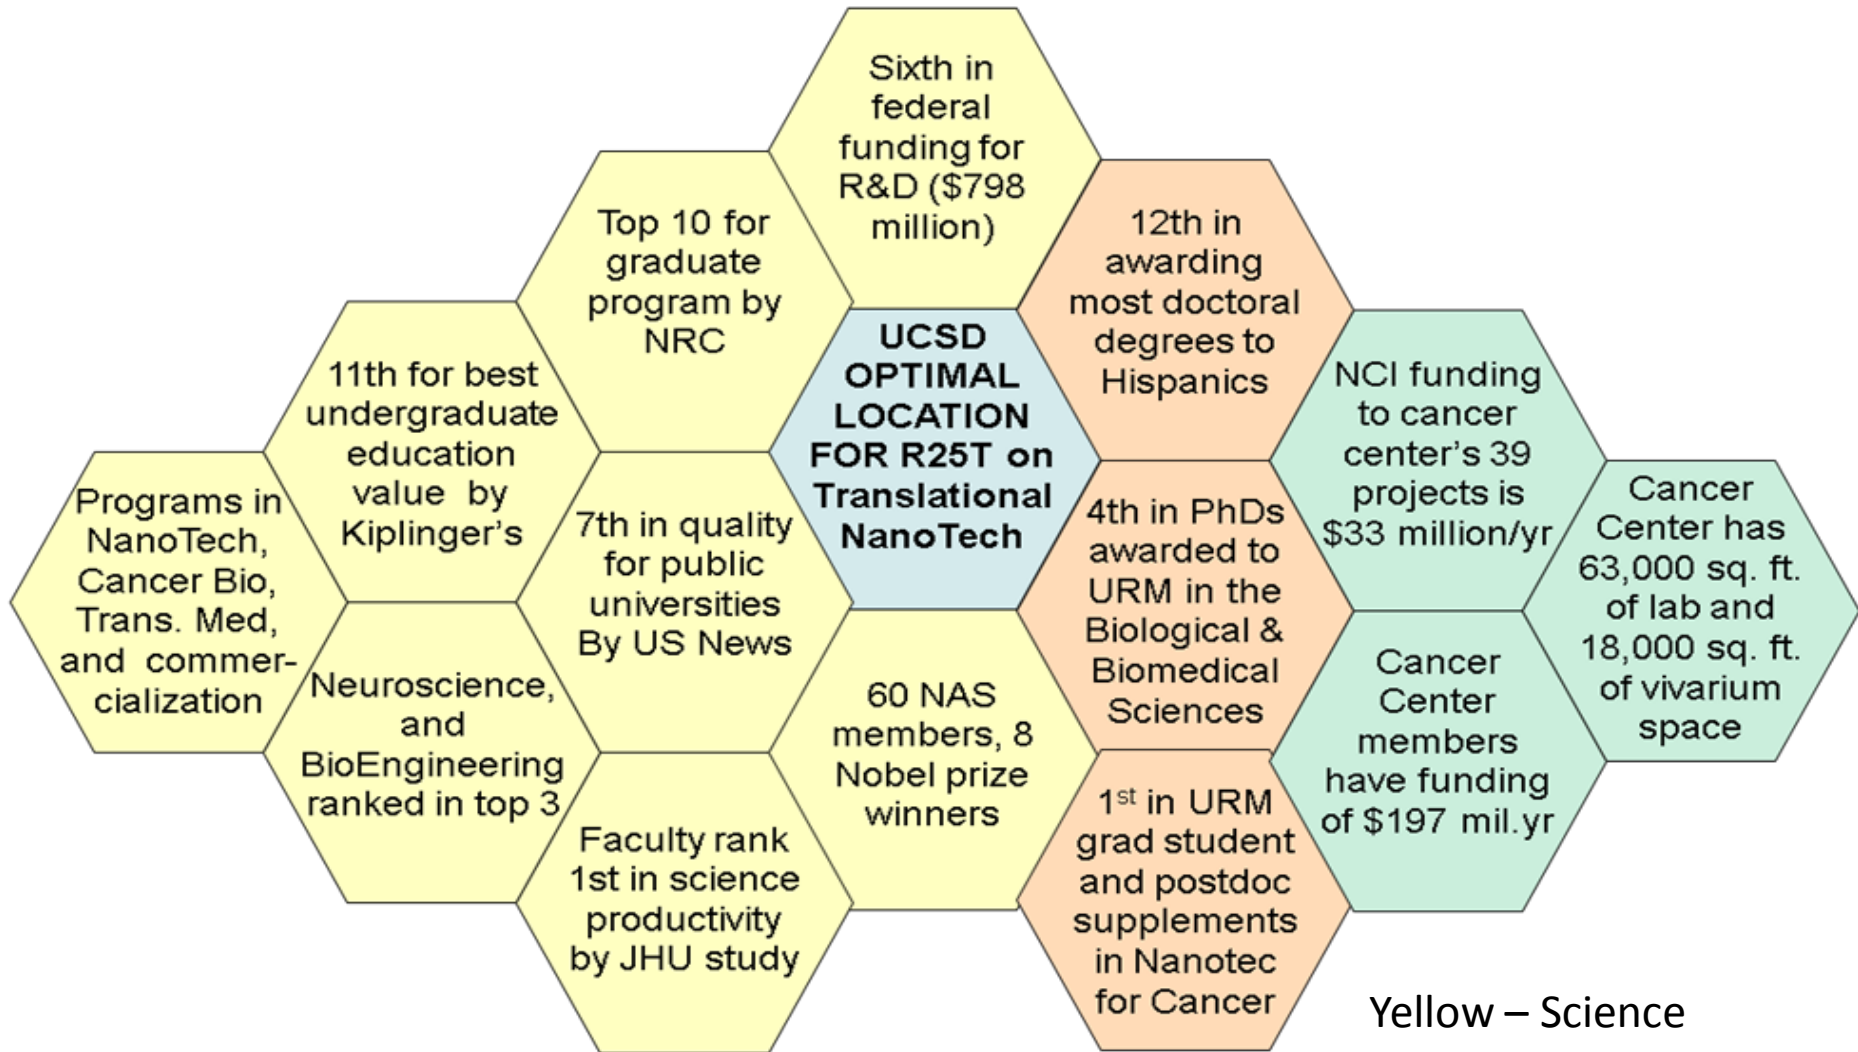 Sixth in
federal
funding for
R&D ($798
million)
Top 10 for
graduate
program by
NRC
12th in
awarding
most doctoral
degrees to
Hispanics
11th for best
undergraduate
education
value by
Kiplinger's
UCSD
OPTIMAL
LOCATION
FOR R25T on
Translational
NanoTech
NCI funding
to cancer
center's 39
projects is
$33 million/yr
Programs in
NanoTech,
Cancer Bio,
Trans. Med,
and commer-
cialization
7th in quality
for public
universities
By US News
4th in PhDs
awarded to
URM in the
Biological &
Biomedical
Sciences
Cancer
Center has
63,000 sq. ft.
of lab and
18,000 sq. ft.
of vivarium
space
Neuroscience,
and
BioEngineering
ranked in top 3
60 NAS
members, 8
Nobel prize
winners
Cancer
Center
members
have funding
of $197 mil.yr
Faculty rank
1st in science
productivity
by JHU study
1st in URM
grad student
and postdoc
supplements
in Nanotec
for Cancer
Yellow – Science